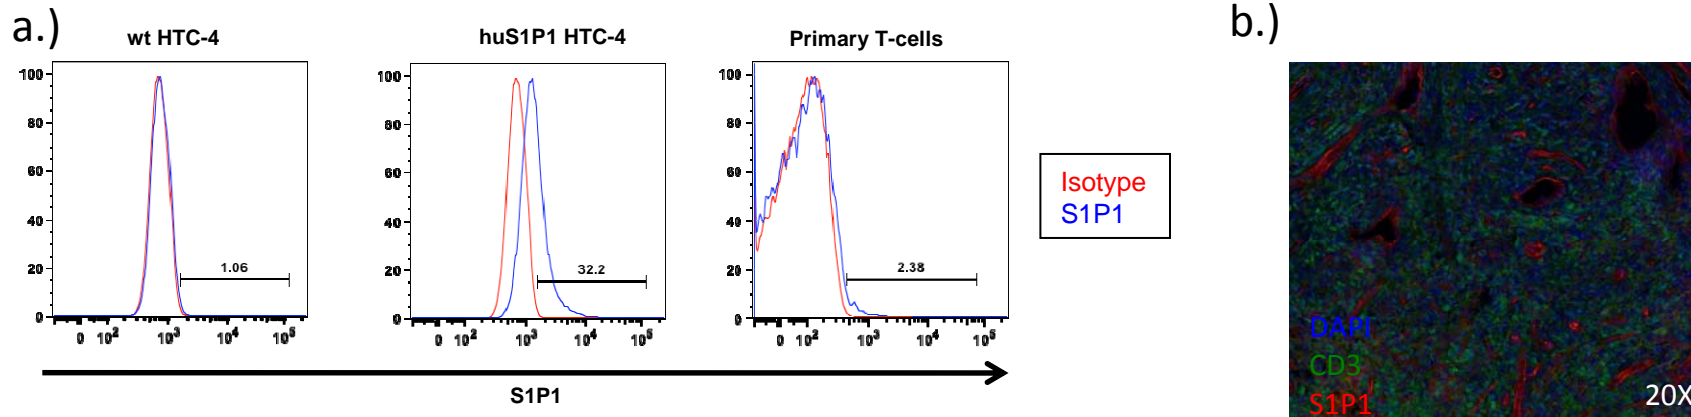 a.)
wt HTC-4
100
80
60
40
20
0
1.06
0 10² 10³ 10⁴ 10⁵
huS1P1 HTC-4
100
80
60
40
20
0
32.2
0 10² 10³ 10⁴ 10⁵
Primary T-cells
100
80
60
40
20
0
2.38
0 10² 10³ 10⁴ 10⁵
S1P1
Isotype
S1P1
b.)
DAPI
CD3
S1P1
20X